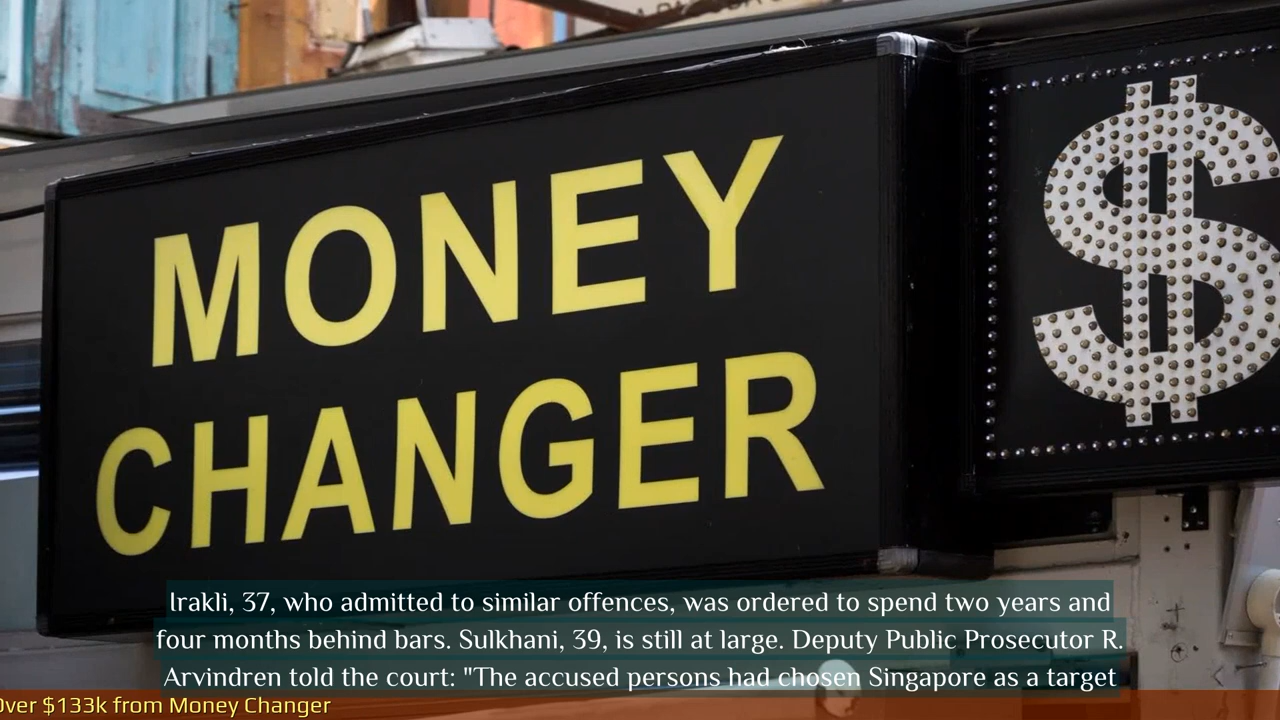 MONEY
CHANGER
$
Irakli, 37, who admitted to similar offences, was ordered to spend two years and
four months behind bars. Sulkhani, 39, is still at large. Deputy Public Prosecutor R.
Arvindren told the court: "The accused persons had chosen Singapore as a target
Over $133k from Money Changer